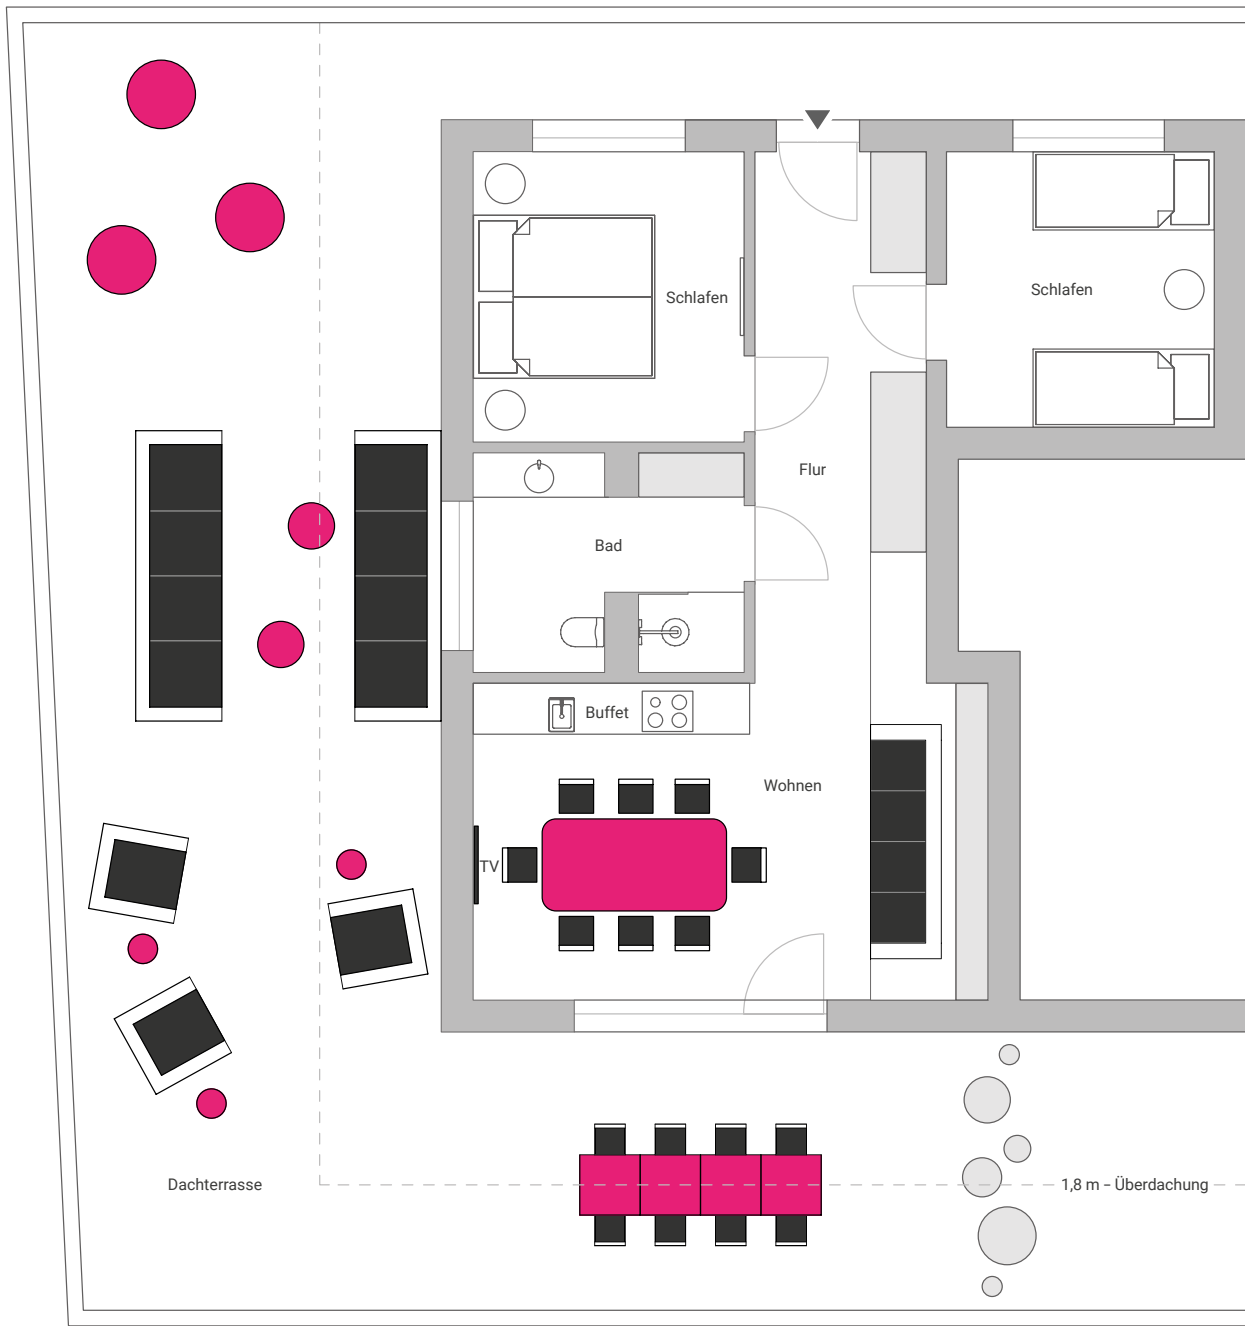 Schlafen
Schlafen
Flur
Bad
Buffet
Wohnen
TV
Dachterrasse
1,8 m – Überdachung